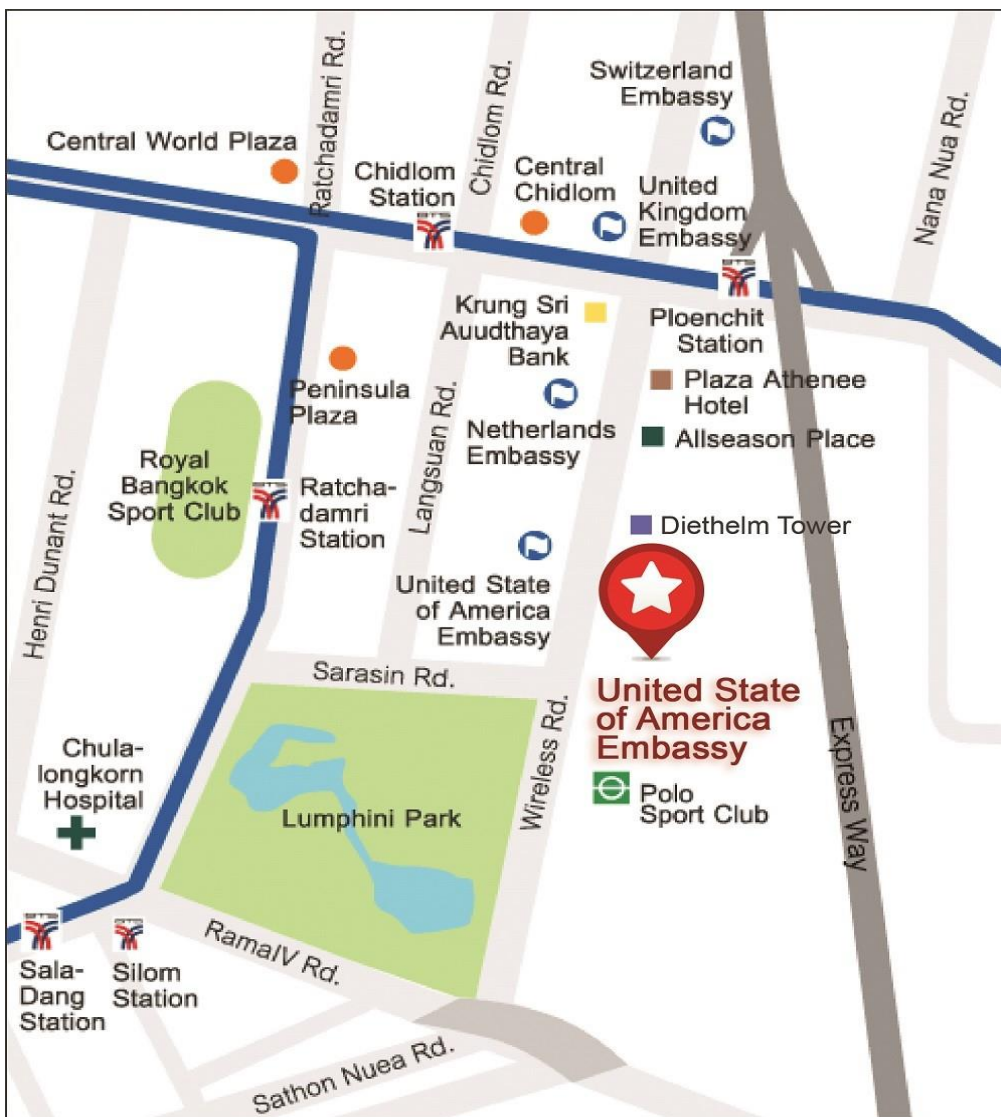 Switzerland
Embassy
Ratchadamri Rd.
Chidlom Rd.
Nana Nua Rd.
Central World Plaza
Chidlom
Station
BTS
Central
Chidlom
United
Kingdom
Embassy
Krung Sri
Auudthaya
Bank
Ploenchit
Station
Peninsula
Plaza
Langsuan Rd.
Netherlands
Embassy
Plaza Athenee
Hotel
Allseason Place
Henri Dunant Rd.
Royal
Bangkok
Sport Club
Ratcha-
damri
Station
Diethelm Tower
United State
of America
Embassy
Sarasin Rd.
United State
of America
Embassy
Wireless Rd.
Express Way
Chula-
longkorn
Hospital
Lumphini Park
Polo
Sport Club
RamaIV Rd.
Sala-
Dang
Station
Silom
Station
Sathon Nuea Rd.